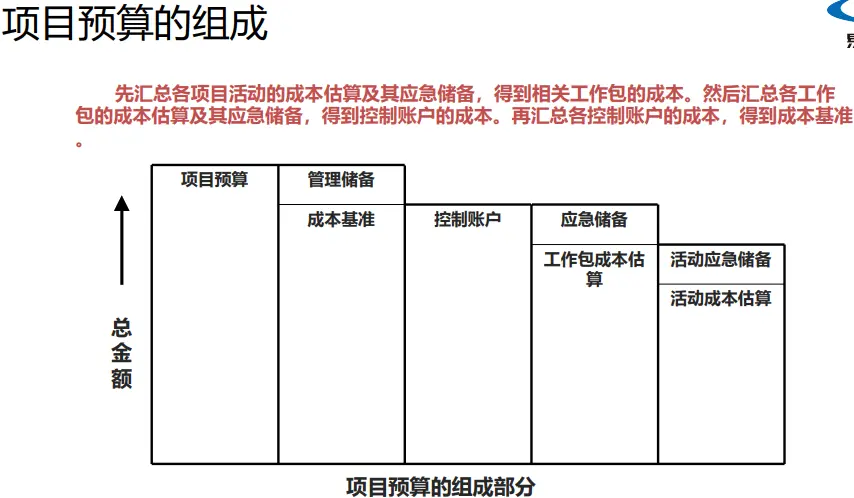 项目预算的组成
先汇总各项目活动的成本估算及其应急储备，得到相关工作包的成本。然后汇总各工作
包的成本估算及其应急储备，得到控制账户的成本。再汇总各控制账户的成本，得到成本基准
。
项目预算
管理储备
成本基准
控制账户
应急储备
工作包成本估
算
活动应急储备
活动成本估算
总
金
额
项目预算的组成部分